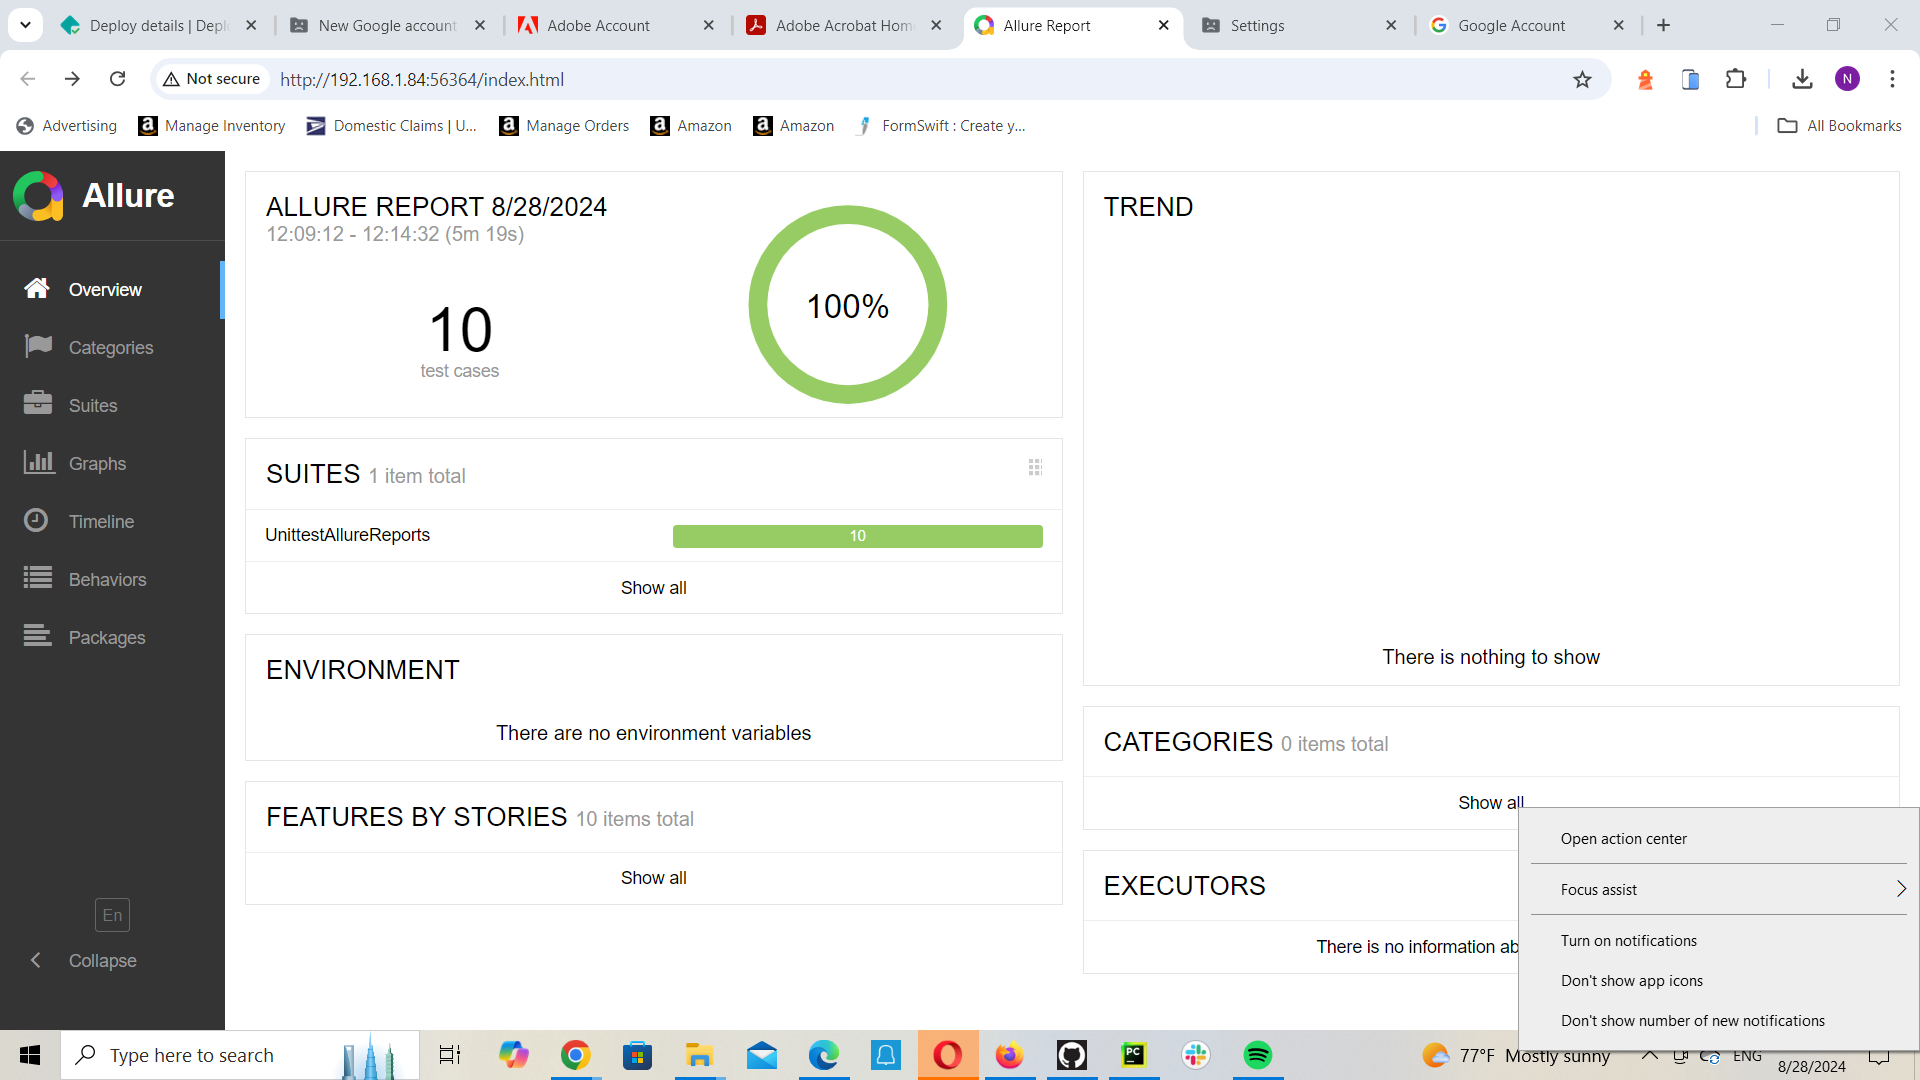 Deploy details | Deplo
New Google account
Adobe Account
Adobe Acrobat Hom
Allure Report
Settings
Google Account
Not secure
http://192.168.1.84:56364/index.html
N
Advertising
Manage Inventory
Domestic Claims | U...
Manage Orders
Amazon
Amazon
FormSwift : Create y...
All Bookmarks
Allure
Overview
Categories
Suites
Graphs
Timeline
Behaviors
Packages
En
Collapse
ALLURE REPORT 8/28/2024
12:09:12 - 12:14:32 (5m 19s)
10
test cases
100%
SUITES 1 item total
UnittestAllureReports
10
Show all
ENVIRONMENT
There are no environment variables
FEATURES BY STORIES 10 items total
Show all
TREND
There is nothing to show
CATEGORIES 0 items total
Show all
EXECUTORS
There is no information ab
Open action center
Focus assist
Turn on notifications
Don't show app icons
Don't show number of new notifications
Type here to search
PC
77°F Mostly sunny
ENG
8/28/2024